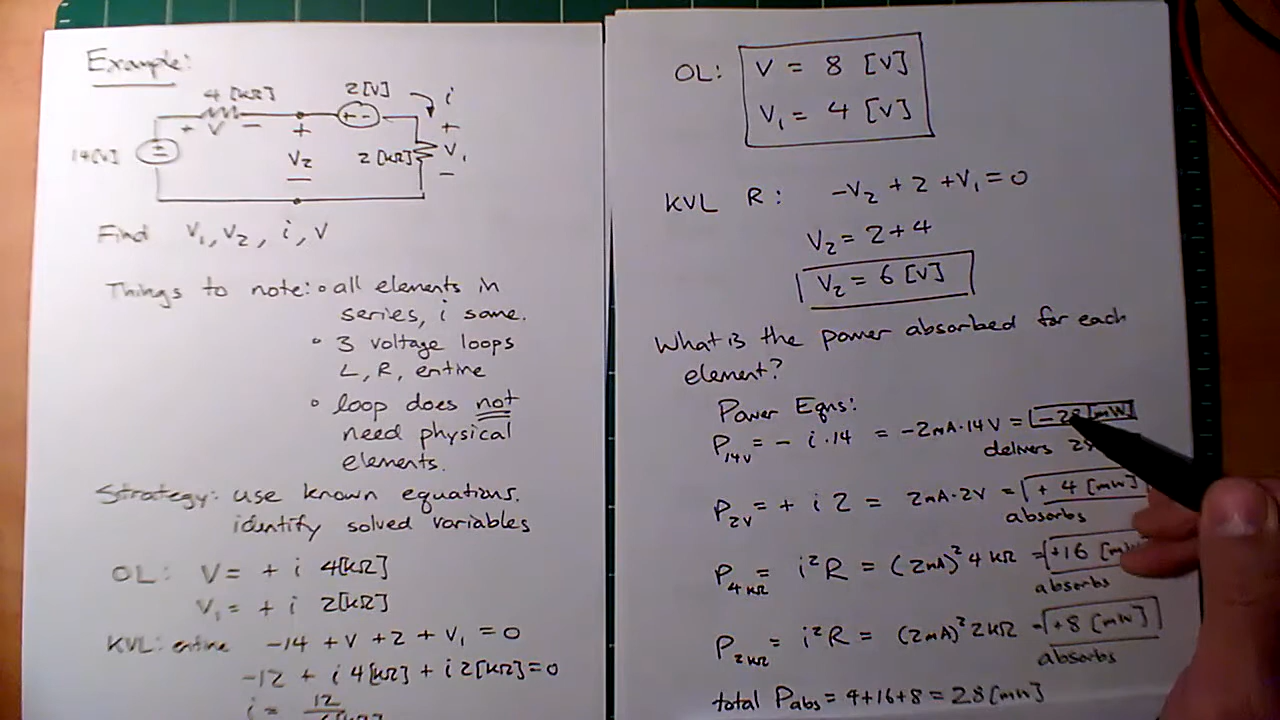 Example:
4 [kΩ]
2[V]
i
+ V −
+ −
+
+
14[V]
±
V₂
2[kΩ]
V₁
−
−
Find V₁, V₂, i, V
Things to note: ∘ all elements in
series, i same.
∘ 3 voltage loops
L, R, entire
∘ loop does not
need physical
elements.
Strategy: use known equations.
identify solved variables
OL: V = + i 4[kΩ]
V₁ = + i 2[kΩ]
KVL: entire -14 + V + 2 + V₁ = 0
-12 + i 4[kΩ] + i 2[kΩ] = 0
i = 12
OL: V = 8 [V]
V₁ = 4 [V]
KVL R: -V₂ + 2 + V₁ = 0
V₂ = 2 + 4
V₂ = 6 [V]
What is the power absorbed for each
element?
Power Eqns:
P14V = - i · 14 = -2mA · 14V = -28 [mW]
delivers
P2V = + i 2 = 2mA · 2V = + 4 [mW]
absorbs
P4kΩ = i²R = (2mA)² 4kΩ = +16 [mW
absorbs
P2kΩ = i²R = (2mA)² 2kΩ = +8 [mW]
absorbs
total Pabs = 4+16+8 = 28[mW]